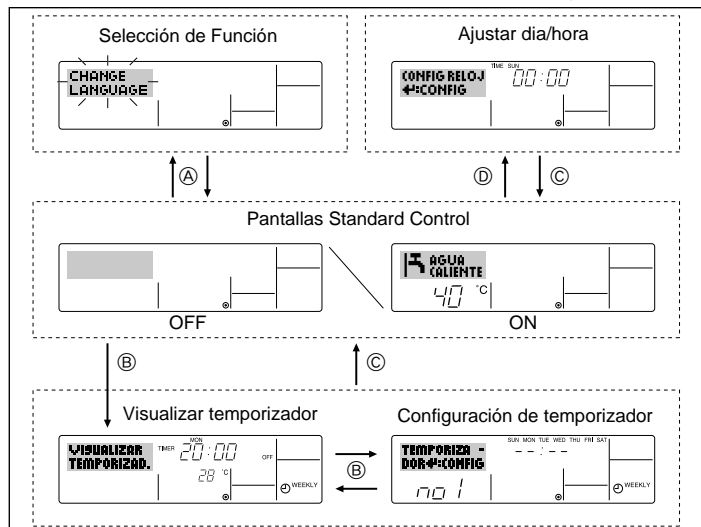 Selección de Función
CHANGE
LANGUAGE
Ajustar dia/hora
TIME SUN
CONFIG RELOJ
↵:CONFIG
00:00
Ⓐ
Ⓓ
Ⓒ
Pantallas Standard Control
OFF
AGUA
CALIENTE
40 °C
ON
Ⓑ
Ⓒ
Visualizar temporizador
VISUALIZAR
TEMPORIZAD.
TIMER
MON
20:00
OFF
28 °C
WEEKLY
Ⓑ
Configuración de temporizador
TEMPORIZA -
DOR↵:CONFIG
SUN MON TUE WED THU FRI SAT
--:--
no 1
WEEKLY